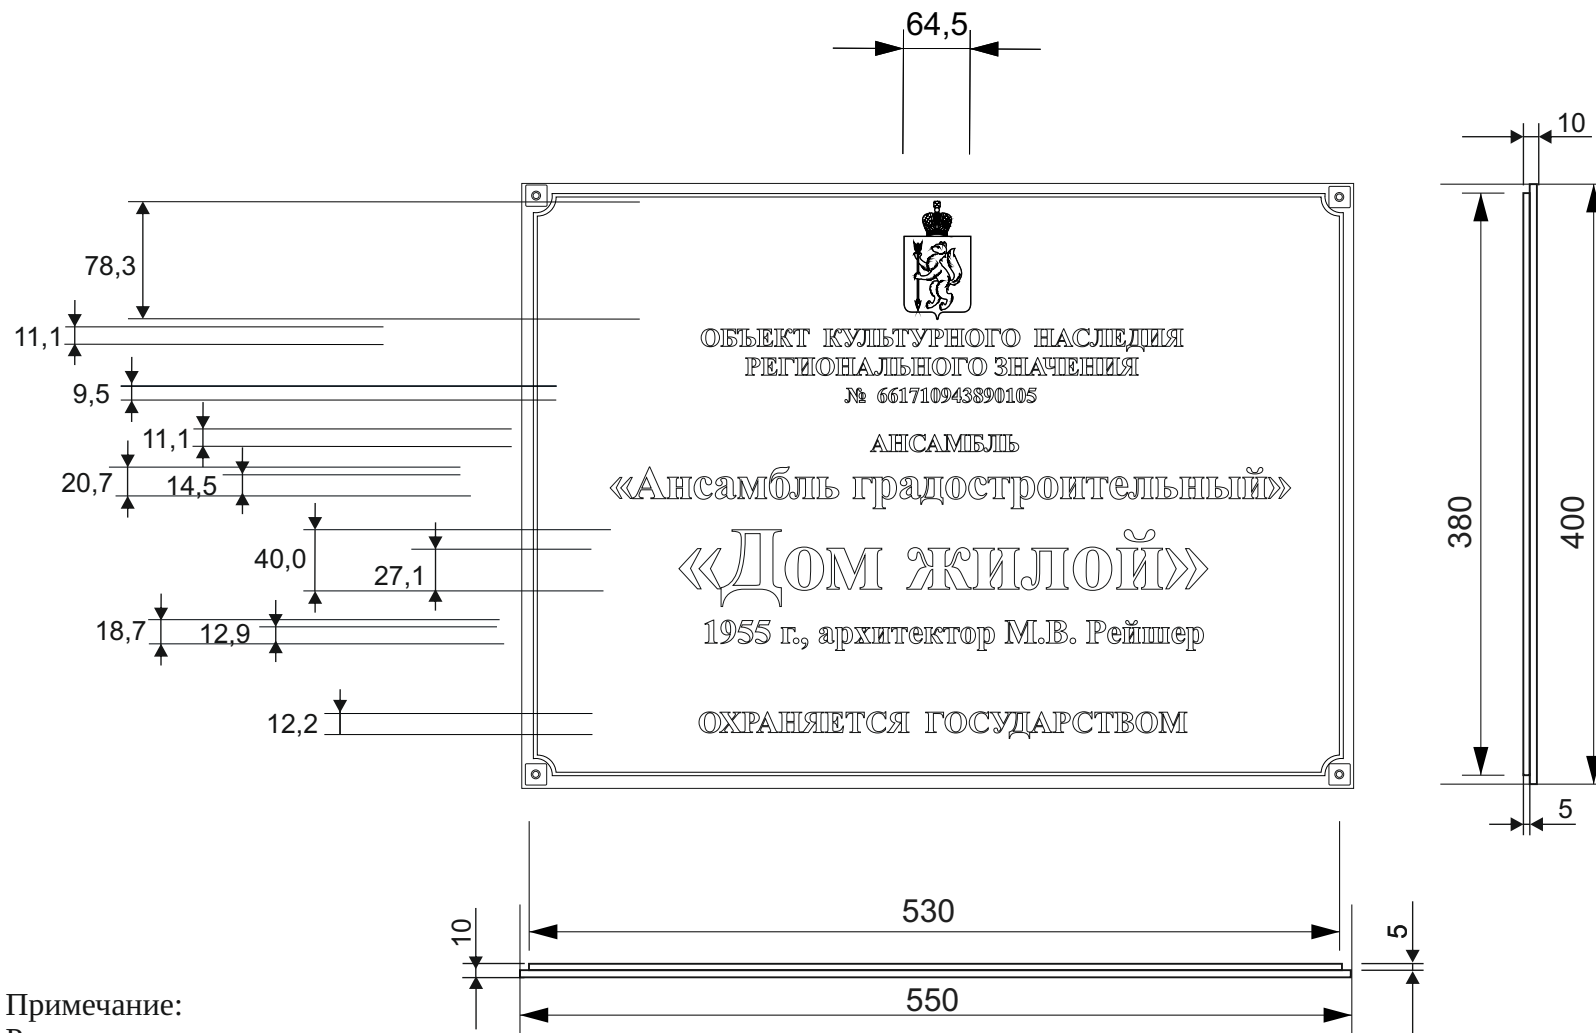 64,5
10
78,3
11,1
ОБЪЕКТ КУЛЬТУРНОГО НАСЛЕДИЯ
РЕГИОНАЛЬНОГО ЗНАЧЕНИЯ
9,5
№ 661710943890105
11,1
АНСАМБЛЬ
20,7
14,5
«Ансамбль градостроительный»
380
400
40,0
27,1
«Дом жилой»
18,7
12,9
1955 г., архитектор М.В. Рейшер
12,2
ОХРАНЯЕТСЯ ГОСУДАРСТВОМ
5
530
10
5
550
Примечание: